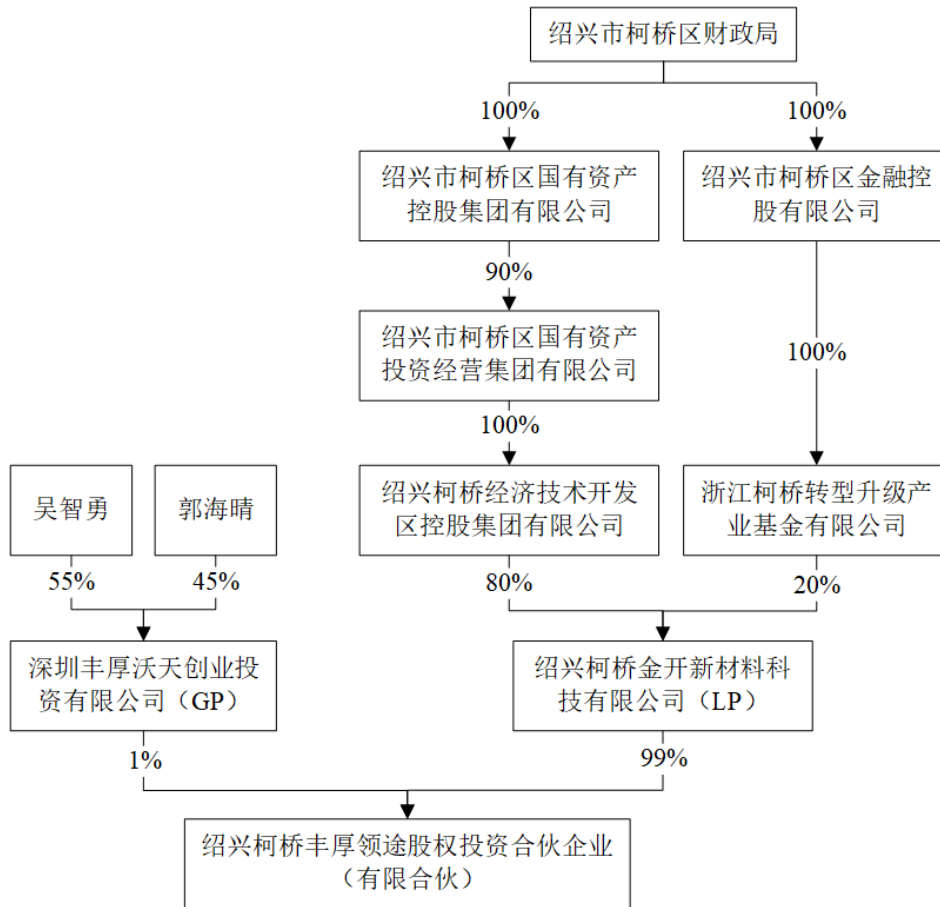 绍兴市柯桥区财政局
100%
100%
绍兴市柯桥区国有资产
控股集团有限公司
绍兴市柯桥区金融控
股有限公司
90%
绍兴市柯桥区国有资产
投资经营集团有限公司
100%
100%
吴智勇
郭海晴
绍兴柯桥经济技术开发
区控股集团有限公司
浙江柯桥转型升级产
业基金有限公司
55%
45%
80%
20%
深圳丰厚沃天创业投
资有限公司（GP）
绍兴柯桥金开新材料科
技有限公司（LP）
1%
99%
绍兴柯桥丰厚领途股权投资合伙企业
（有限合伙）